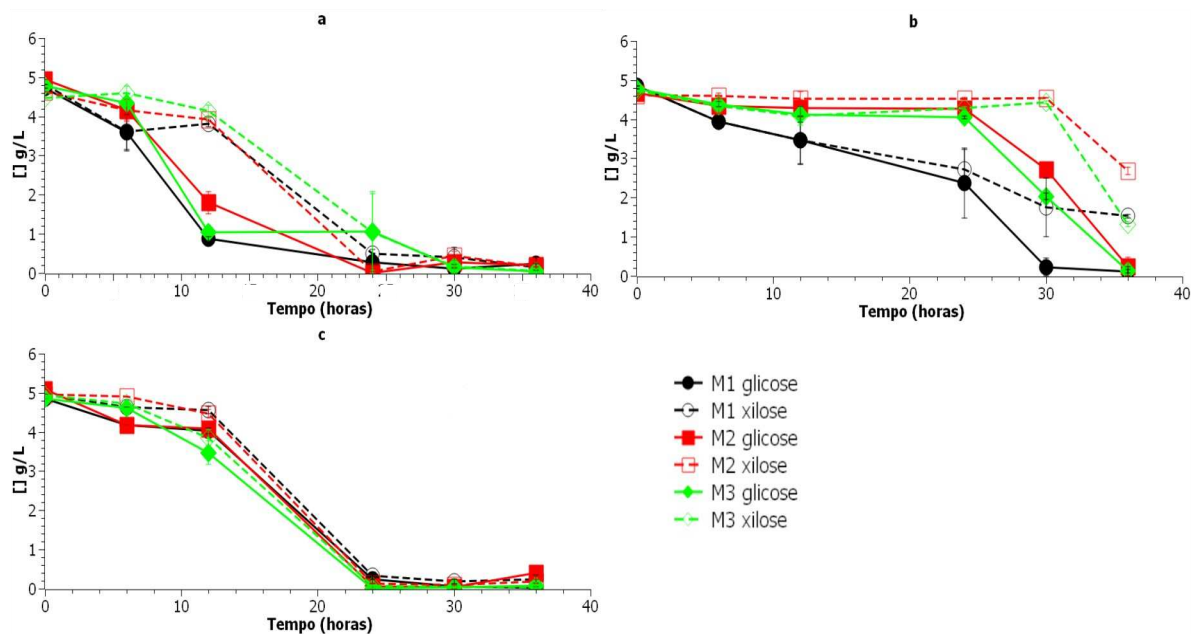 a
[] g/L
6
5
4
3
2
1
0
0 10 20 30 40
Tempo (horas)
b
[] g/L
6
5
4
3
2
1
0
0 10 20 30 40
Tempo (horas)
c
[] g/L
6
5
4
3
2
1
0
0 10 20 30 40
Tempo (horas)
M1 glicose
M1 xilose
M2 glicose
M2 xilose
M3 glicose
M3 xilose